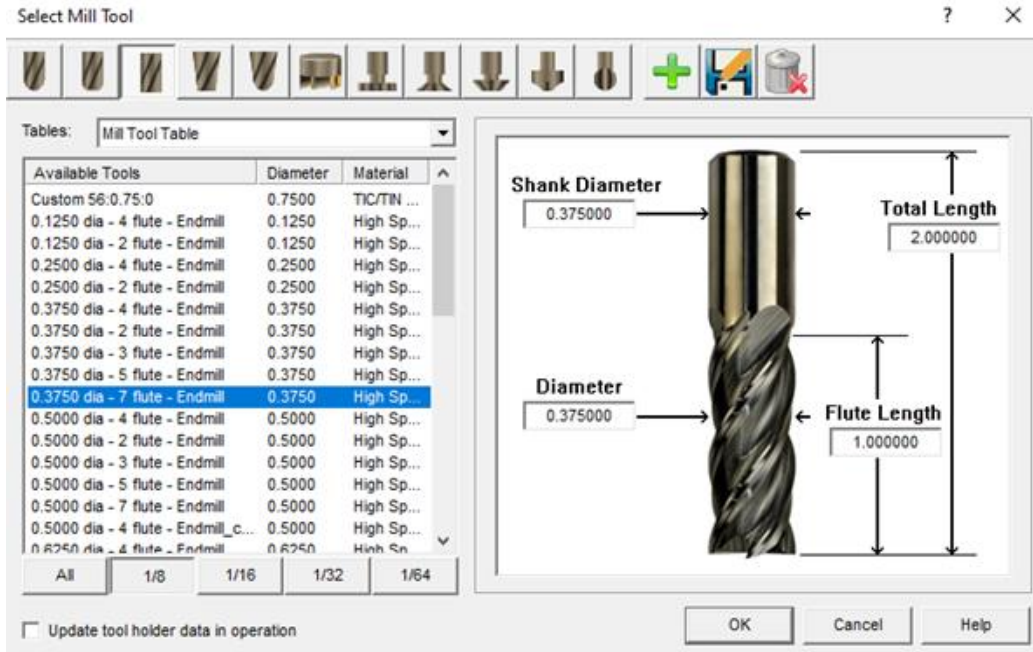 Select Mill Tool ? ×
Tables: Mill Tool Table
Available Tools Diameter Material
Custom 56:0.75:0 0.7500 TIC/TIN ...
0.1250 dia - 4 flute - Endmill 0.1250 High Sp...
0.1250 dia - 2 flute - Endmill 0.1250 High Sp...
0.2500 dia - 4 flute - Endmill 0.2500 High Sp...
0.2500 dia - 2 flute - Endmill 0.2500 High Sp...
0.3750 dia - 4 flute - Endmill 0.3750 High Sp...
0.3750 dia - 2 flute - Endmill 0.3750 High Sp...
0.3750 dia - 3 flute - Endmill 0.3750 High Sp...
0.3750 dia - 5 flute - Endmill 0.3750 High Sp...
0.3750 dia - 7 flute - Endmill 0.3750 High Sp...
0.5000 dia - 4 flute - Endmill 0.5000 High Sp...
0.5000 dia - 2 flute - Endmill 0.5000 High Sp...
0.5000 dia - 3 flute - Endmill 0.5000 High Sp...
0.5000 dia - 5 flute - Endmill 0.5000 High Sp...
0.5000 dia - 7 flute - Endmill 0.5000 High Sp...
0.5000 dia - 4 flute - Endmill_c... 0.5000 High Sp...
0.6250 dia - 4 flute - Endmill 0.6250 High Sp...
All 1/8 1/16 1/32 1/64
Update tool holder data in operation
Shank Diameter
0.375000
Total Length
2.000000
Diameter
0.375000
Flute Length
1.000000
OK Cancel Help